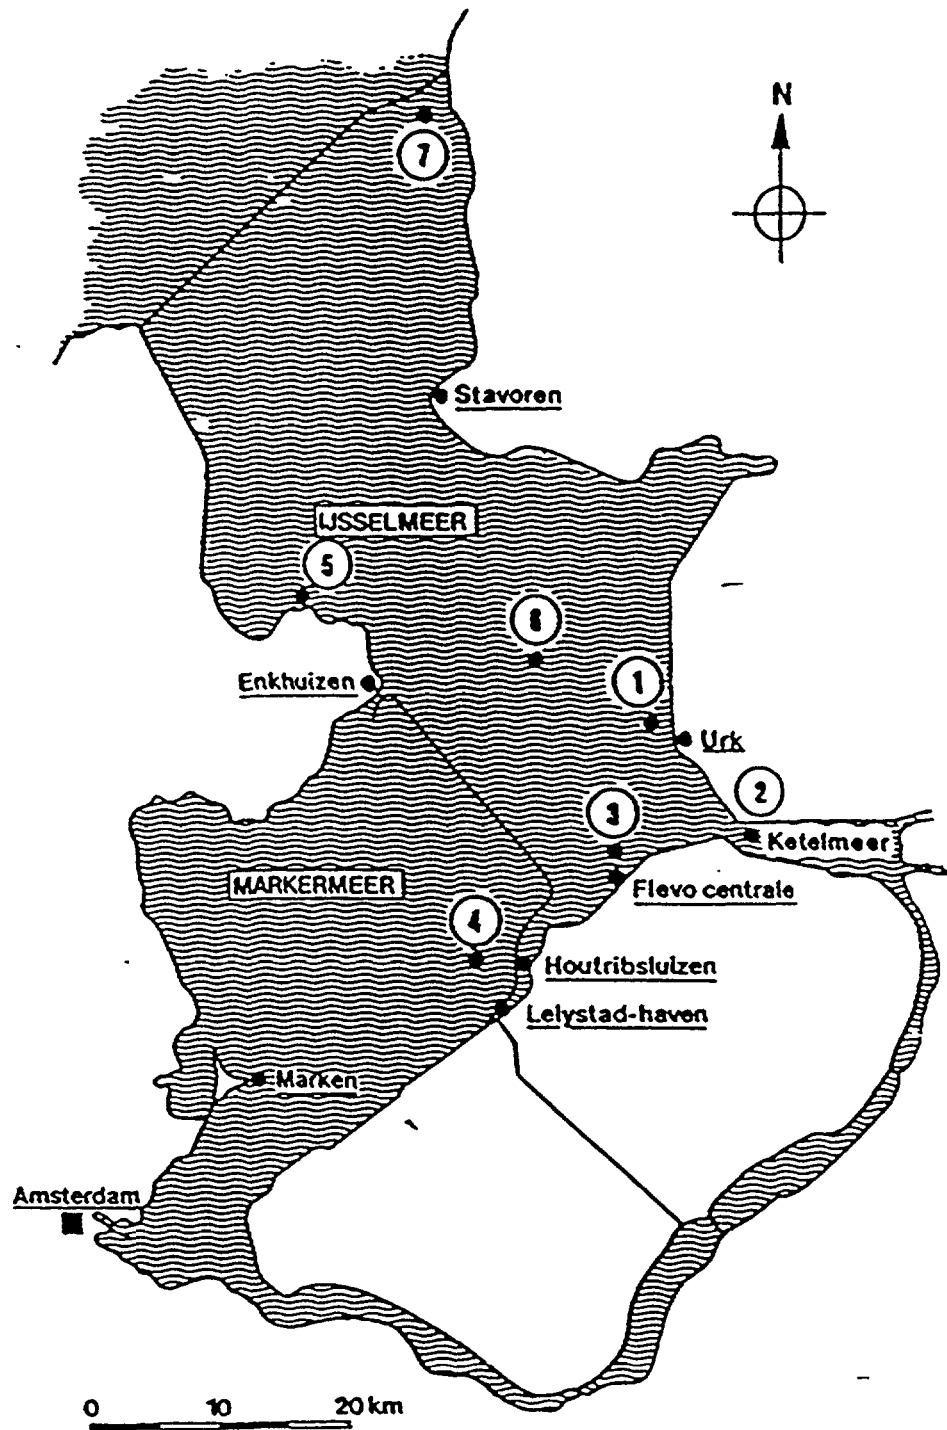 N
7
Stavoren
IJSSELMEER
5
8
Enkhuizen
1
Urk
2
3
Ketelmeer
MARKERMEER
Flevo centrale
4
Houtribsluizen
Lelystad-haven
Marken
Amsterdam
0 10 20 km